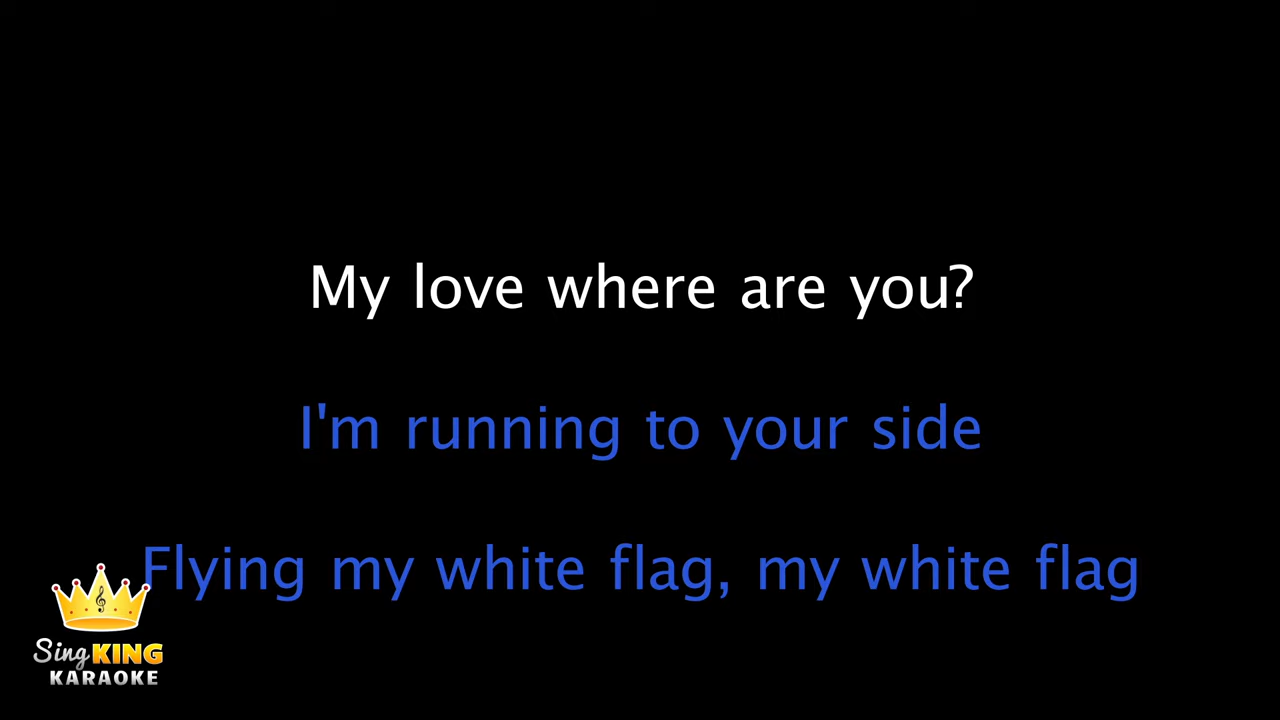 My love where are you?
I'm running to your side
Flying my white flag, my white flag
Sing KING
KARAOKE